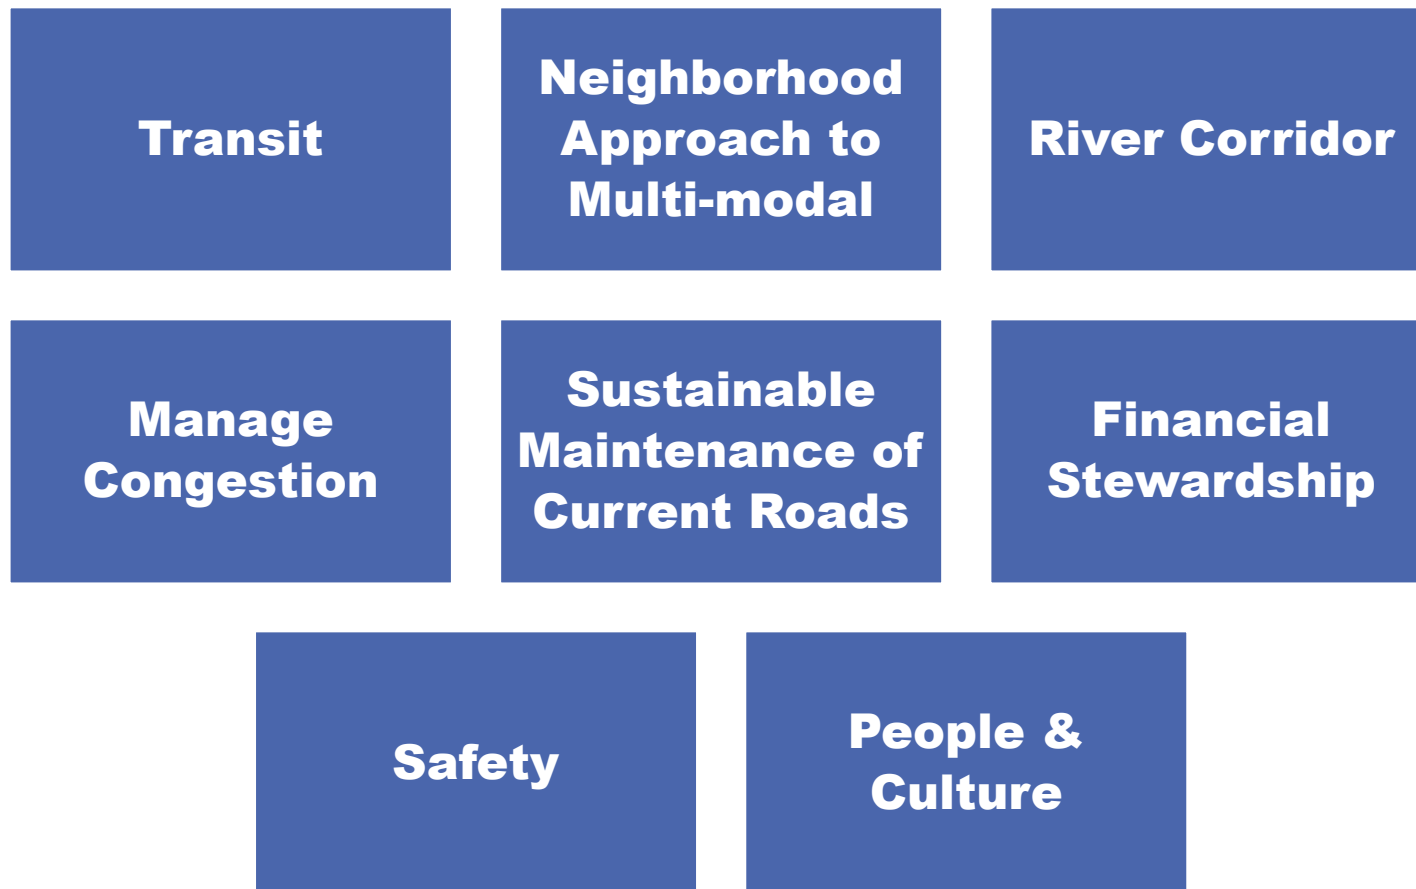 Transit
Neighborhood
Approach to
Multi-modal
River Corridor
Manage
Congestion
Sustainable
Maintenance of
Current Roads
Financial
Stewardship
Safety
People &
Culture